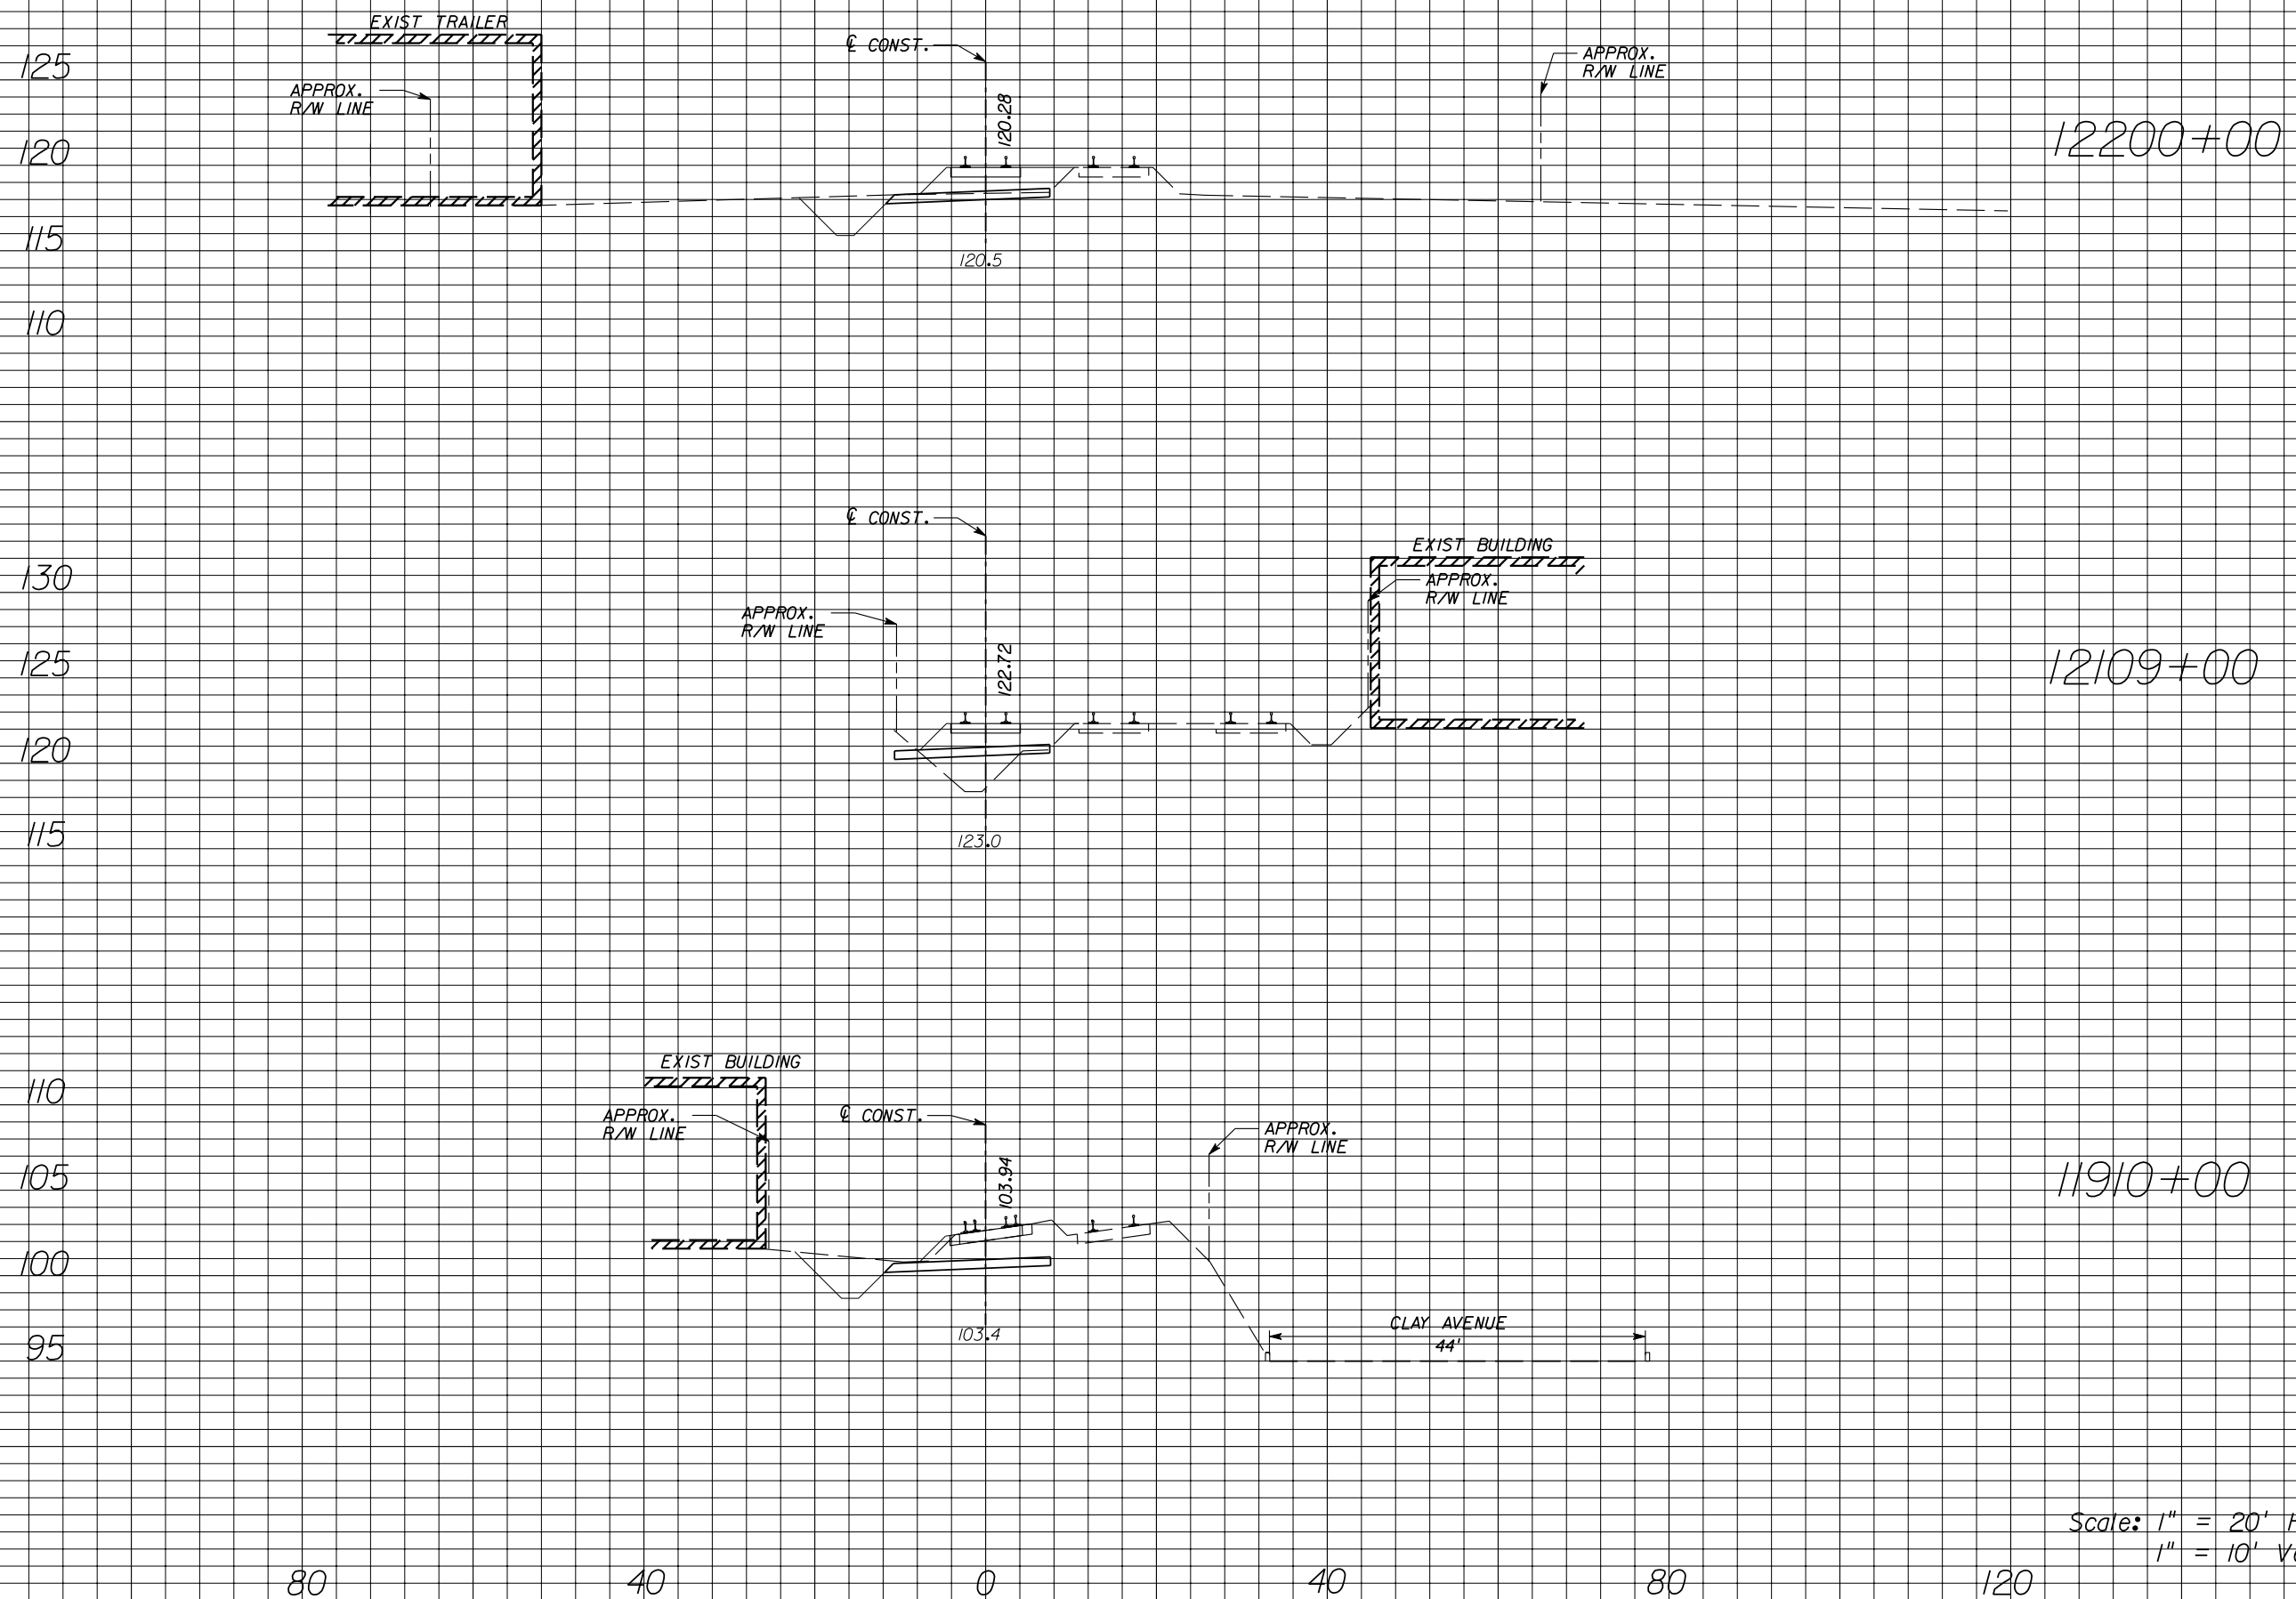 EXIST TRAILER
125
APPROX.
R/W LINE
℄ CONST.
120.28
APPROX.
R/W LINE
12200+00
120
115
120.5
110
℄ CONST.
EXIST BUILDING
130
APPROX.
R/W LINE
APPROX.
R/W LINE
122.72
125
12109+00
120
115
123.0
EXIST BUILDING
110
APPROX.
R/W LINE
℄ CONST.
APPROX.
R/W LINE
103.94
105
11910+00
100
95
103.4
CLAY AVENUE
44'
Scale: 1" = 20'
1" = 10'
80
40
0
40
80
120